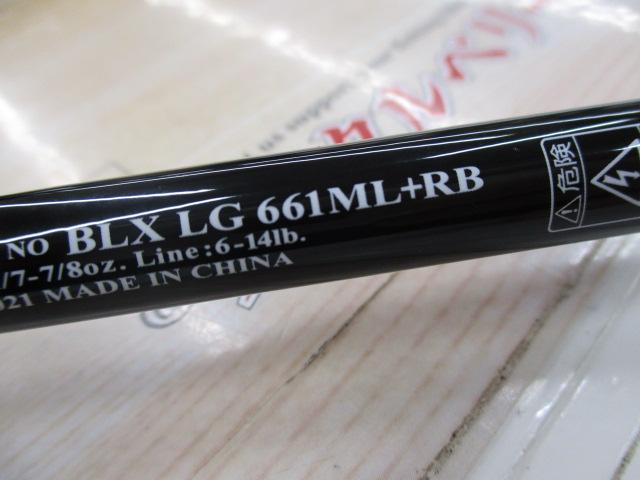 NO BLX LG 661ML+RB
/7-7/8oz. Line:6-14lb.
021 MADE IN CHINA
危険